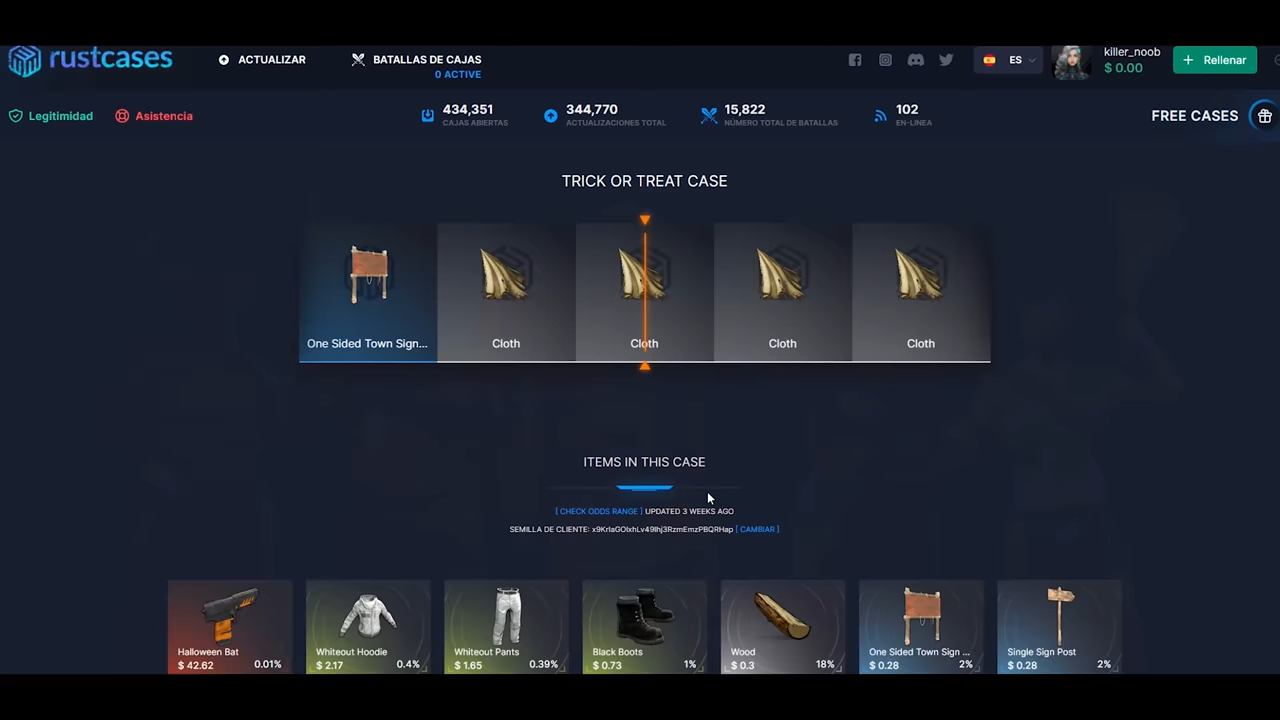 rustcases
ACTUALIZAR
BATALLAS DE CAJAS
0 ACTIVE
ES
killer_noob
$ 0.00
+ Rellenar
Legitimidad
Asistencia
434,351
CAJAS ABIERTAS
344,770
ACTUALIZACIONES TOTAL
15,822
NÚMERO TOTAL DE BATALLAS
102
EN-LINEA
FREE CASES
TRICK OR TREAT CASE
One Sided Town Sign...
Cloth
Cloth
Cloth
Cloth
ITEMS IN THIS CASE
[ CHECK ODDS RANGE ] UPDATED 3 WEEKS AGO
SEMILLA DE CLIENTE: [ CAMBIAR ]
Halloween Bat
$ 42.62 0.01%
Whiteout Hoodie
$ 2.17 0.4%
Whiteout Pants
$ 1.65 0.39%
Black Boots
$ 0.73 1%
Wood
$ 0.3 18%
One Sided Town Sign ...
$ 0.28 2%
Single Sign Post
$ 0.28 2%